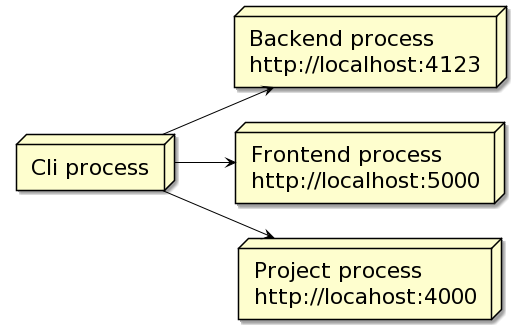 Backend process
http://localhost:4123
Cli process
Frontend process
http://localhost:5000
Project process
http://locahost:4000